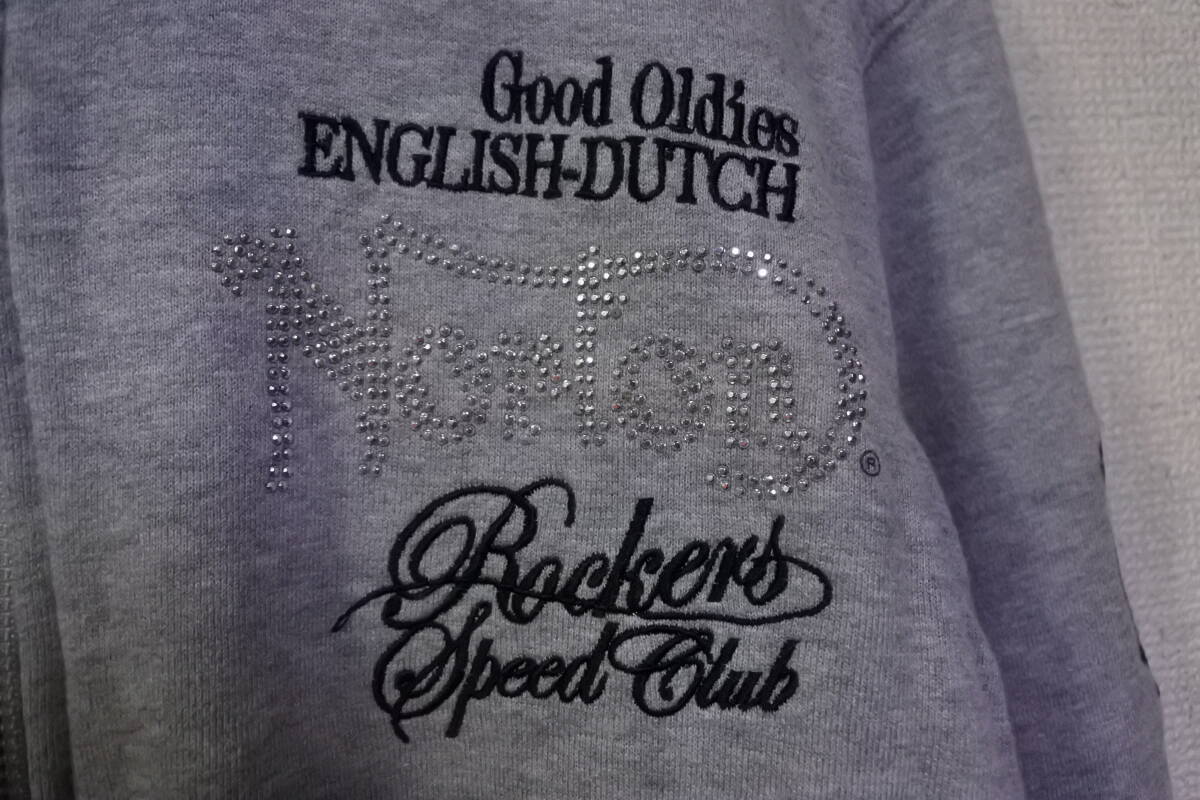 Good Oldies
ENGLISH-DUTCH
Norton®
Rockers
Speed Club